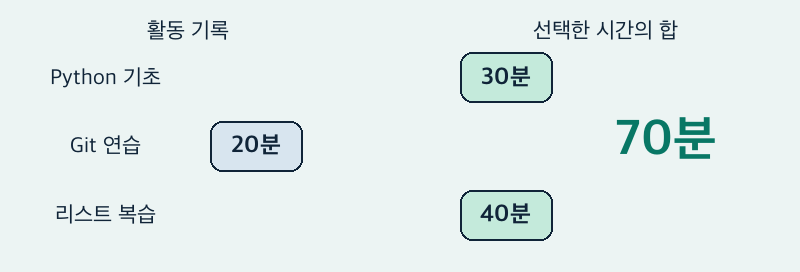 활동 기록
선택한 시간의 합
Python 기초
30분
Git 연습
20분
70분
리스트 복습
40분